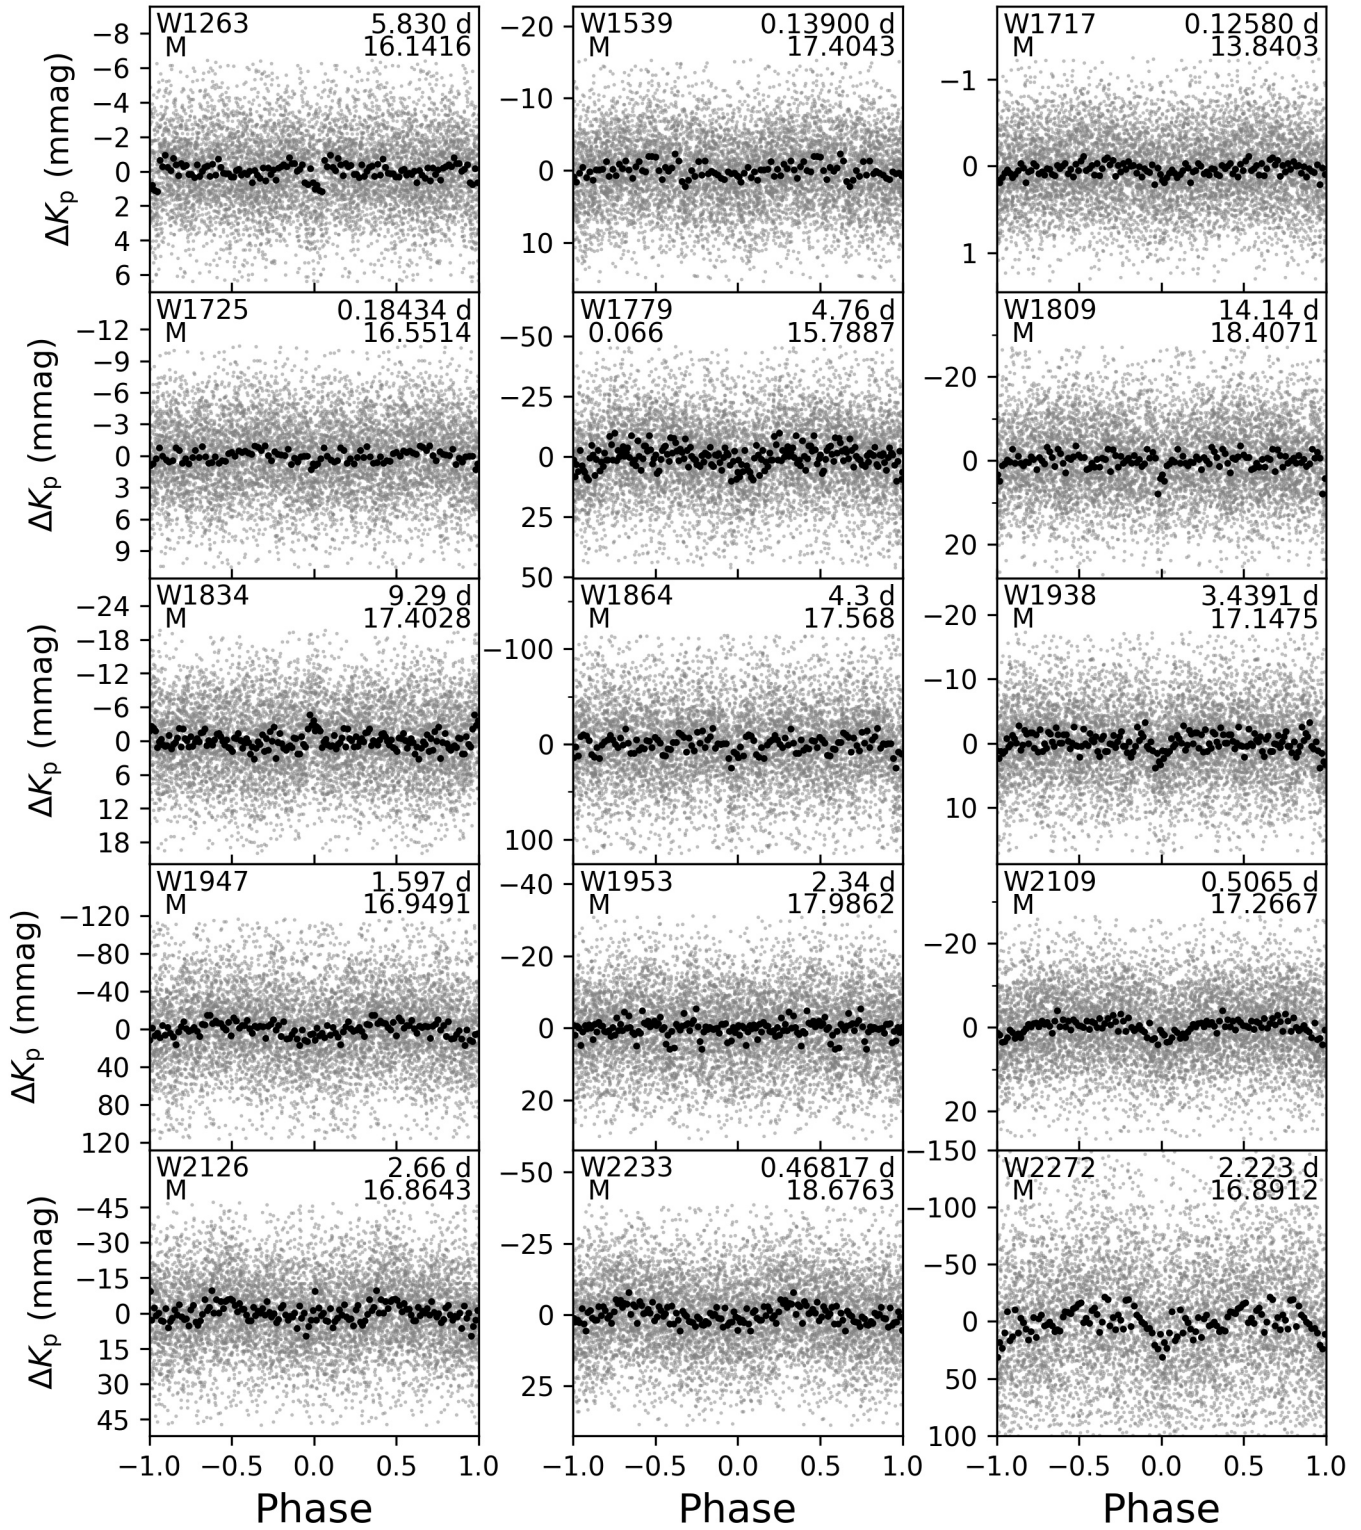 W1263 5.830 d
M 16.1416
−8
−6
−4
−2
0
2
4
6
ΔKp (mmag)
W1539 0.13900 d
M 17.4043
−20
−10
0
10
W1717 0.12580 d
M 13.8403
−1
0
1
W1725 0.18434 d
M 16.5514
−12
−9
−6
−3
0
3
6
9
ΔKp (mmag)
W1779 4.76 d
0.066 15.7887
−50
−25
0
25
50
W1809 14.14 d
M 18.4071
−20
0
20
W1834 9.29 d
M 17.4028
−24
−18
−12
−6
0
6
12
18
ΔKp (mmag)
W1864 4.3 d
M 17.568
−100
0
100
W1938 3.4391 d
M 17.1475
−20
−10
0
10
W1947 1.597 d
M 16.9491
−120
−80
−40
0
40
80
120
ΔKp (mmag)
W1953 2.34 d
M 17.9862
−40
−20
0
20
W2109 0.5065 d
M 17.2667
−20
0
20
W2126 2.66 d
M 16.8643
−45
−30
−15
0
15
30
45
ΔKp (mmag)
W2233 0.46817 d
M 18.6763
−50
−25
0
25
W2272 2.223 d
M 16.8912
−150
−100
−50
0
50
100
−1.0 −0.5 0.0 0.5 1.0
−1.0 −0.5 0.0 0.5 1.0
−1.0 −0.5 0.0 0.5 1.0
Phase
Phase
Phase